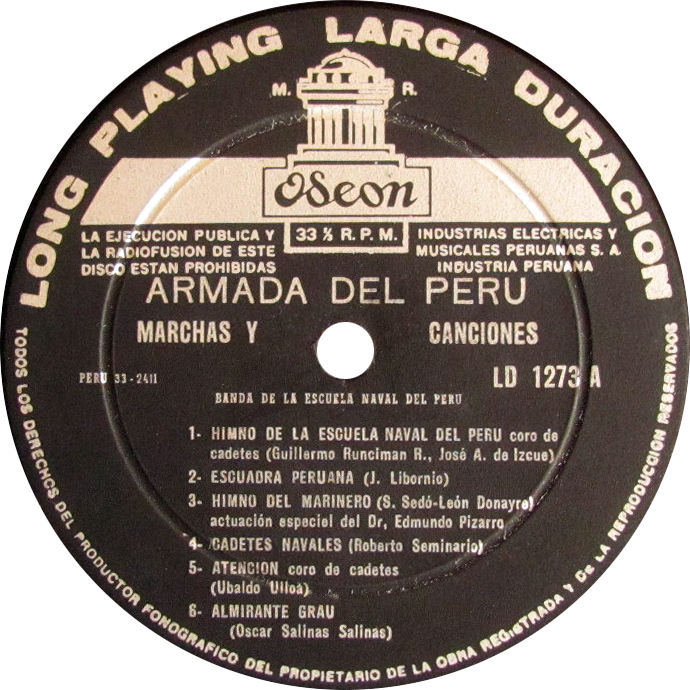 LONG PLAYING LARGA DURACION
M. R.
Odeon
33 ⅓ R.P.M.
LA EJECUCION PUBLICA Y
LA RADIOFUSION DE ESTE
DISCO ESTAN PROHIBIDAS
INDUSTRIAS ELECTRICAS Y
MUSICALES PERUANAS S. A.
INDUSTRIA PERUANA
ARMADA DEL PERU
MARCHAS Y CANCIONES
PERU 33-2411
LD 1273 A
BANDA DE LA ESCUELA NAVAL DEL PERU
1- HIMNO DE LA ESCUELA NAVAL DEL PERU coro de
cadetes (Guillermo Runciman R., José A. de Izcue)
2- ESCUADRA PERUANA (J. Libornio)
3- HIMNO DEL MARINERO (S. Sedó-León Donayre)
actuación especiel del Dr, Edmundo Pizarro
4- CADETES NAVALES (Roberto Seminario)
5- ATENCION coro de cadetes
(Ubaldo Ulloa)
6- ALMIRANTE GRAU
(Oscar Salinas Salinas)
TODOS LOS DERECHOS DEL PRODUCTOR FONOGRAFICO DEL PROPIETARIO DE LA OBRA REGISTRADA Y DE LA REPRODUCCION RESERVADOS